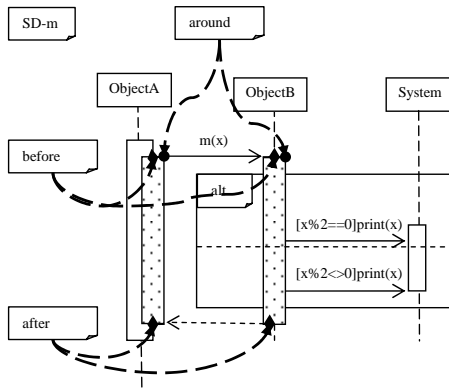 SD-m
around
ObjectA
ObjectB
System
m(x)
before
alt
[x%2==0]print(x)
[x%2<>0]print(x)
after